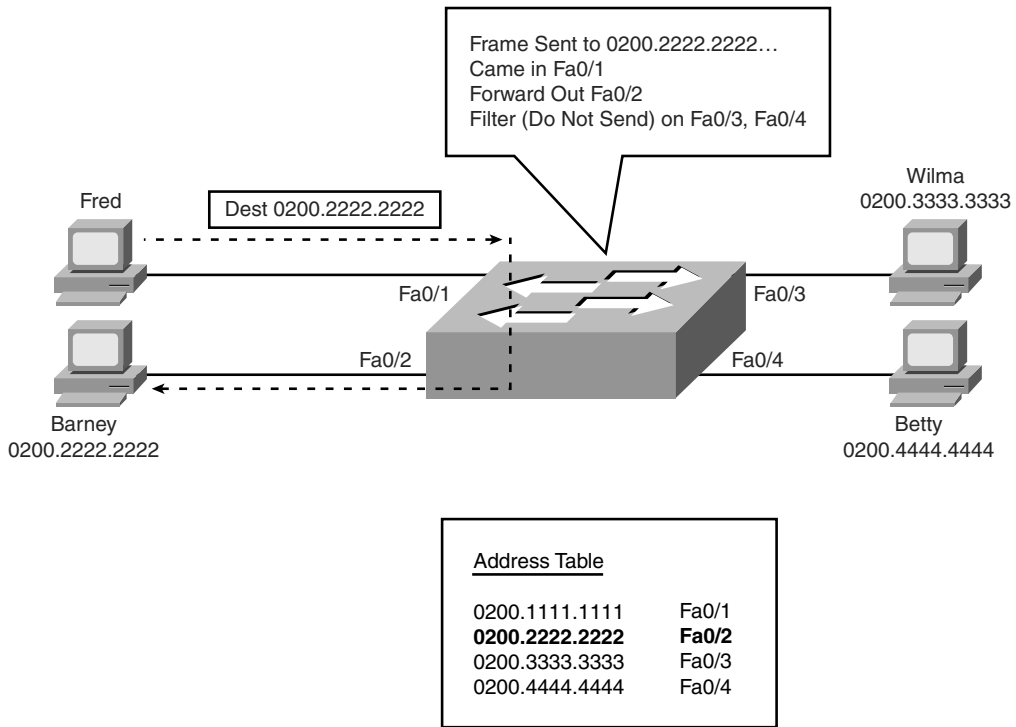 Frame Sent to 0200.2222.2222…
Came in Fa0/1
Forward Out Fa0/2
Filter (Do Not Send) on Fa0/3, Fa0/4
Fred
Dest 0200.2222.2222
Wilma
0200.3333.3333
Fa0/1
Fa0/3
Fa0/2
Fa0/4
Barney
0200.2222.2222
Betty
0200.4444.4444
Address Table
0200.1111.1111 Fa0/1
0200.2222.2222 Fa0/2
0200.3333.3333 Fa0/3
0200.4444.4444 Fa0/4